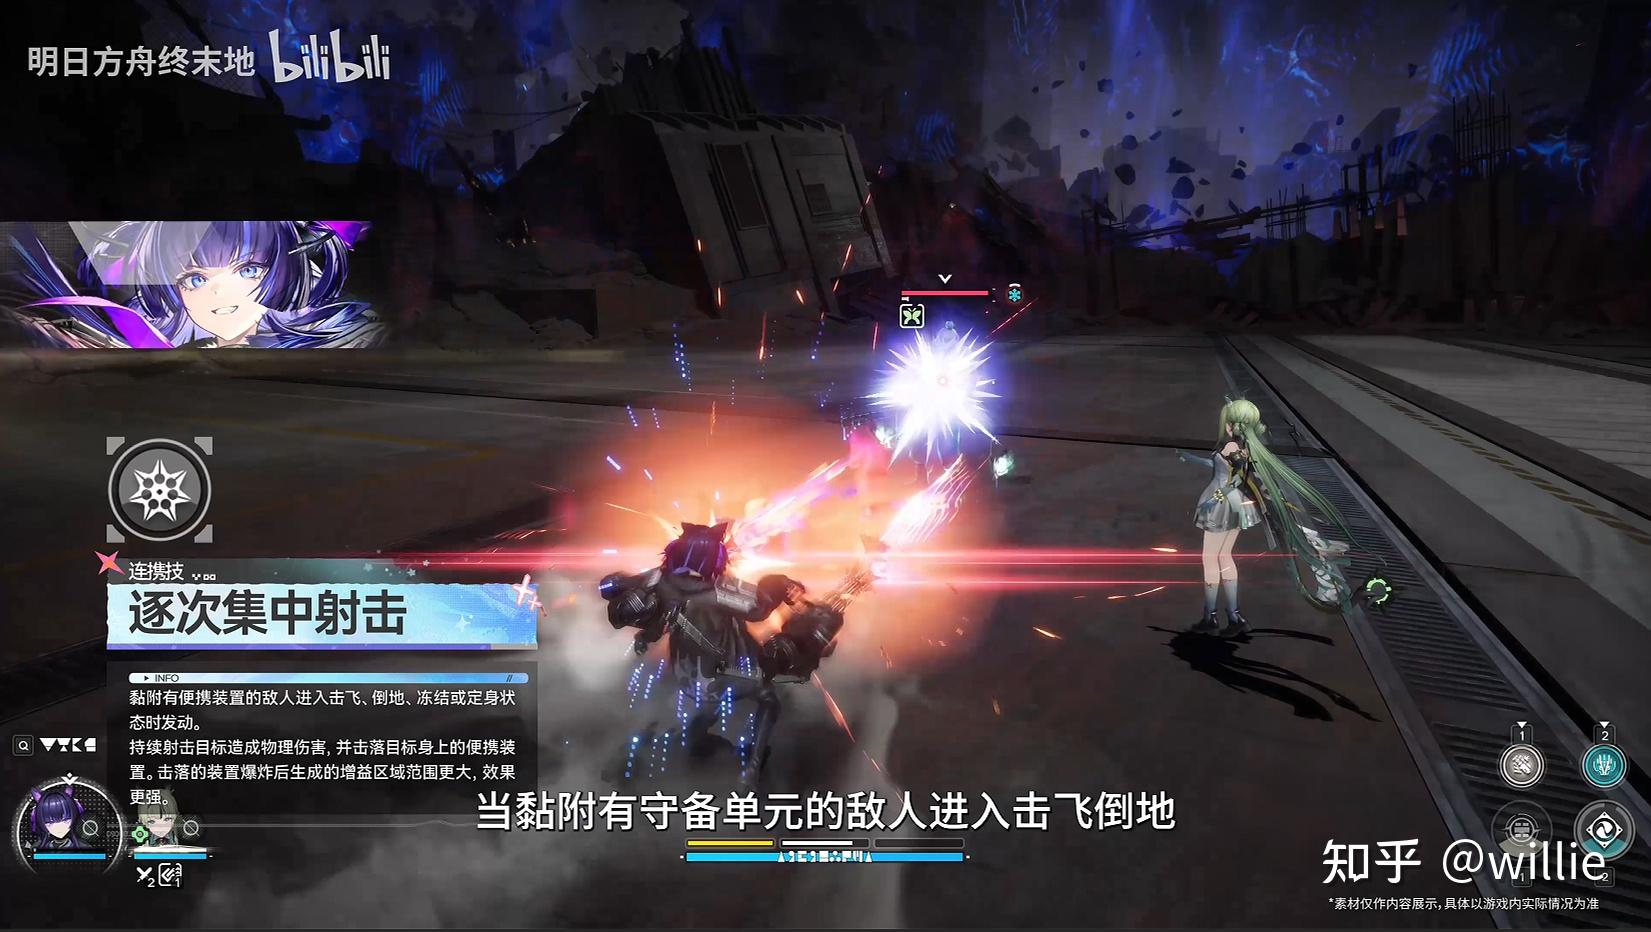 明日方舟终末地 bilibili
连携技
逐次集中射击
INFO
黏附有便携装置的敌人进入击飞、倒地、冻结或定身状
态时发动。
持续射击目标造成物理伤害,并击落目标身上的便携装
置。击落的装置爆炸后生成的增益区域范围更大,效果
更强。
Q
2 1
当黏附有守备单元的敌人进入击飞倒地
1 2
知乎 @willie
1 2
*素材仅作内容展示,具体以游戏内实际情况为准